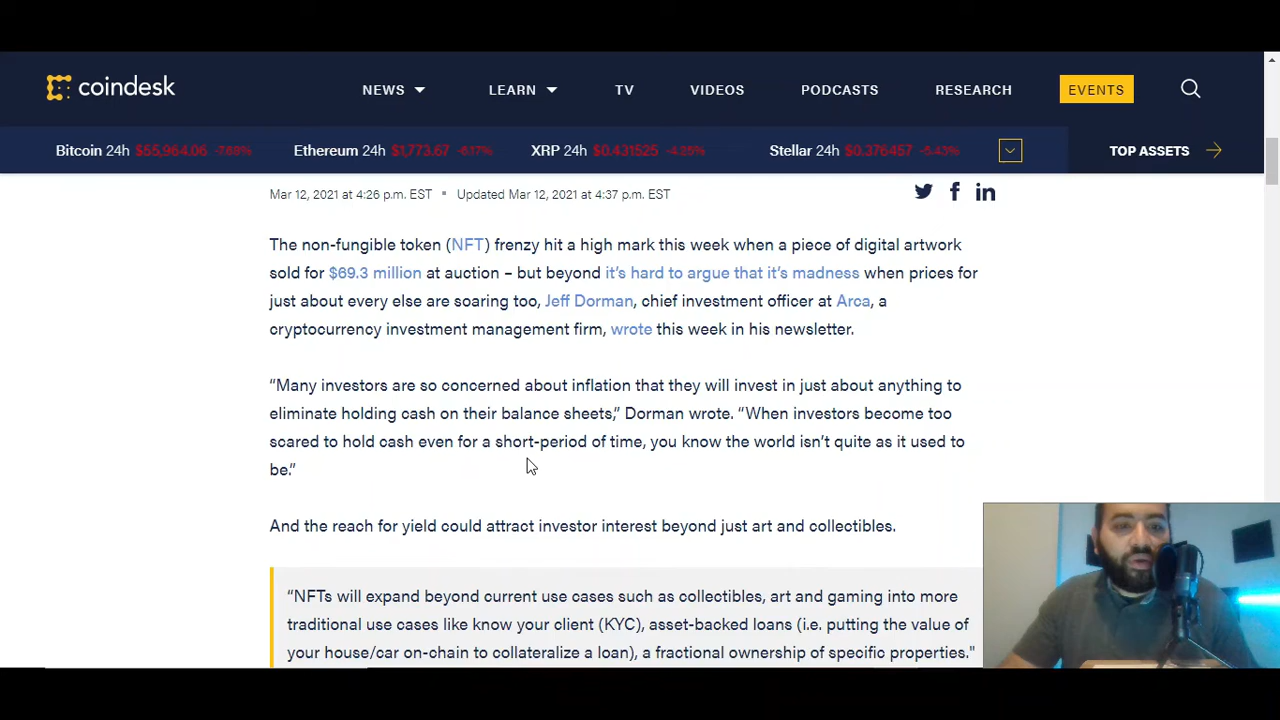 coindesk
NEWS LEARN TV VIDEOS PODCASTS RESEARCH EVENTS
Bitcoin 24h $55,964.06 -7.69% Ethereum 24h $1,773.67 -6.17% XRP 24h $0.431525 -4.25% Stellar 24h $0.376457 -5.43% TOP ASSETS
Mar 12, 2021 at 4:26 p.m. EST Updated Mar 12, 2021 at 4:37 p.m. EST
The non-fungible token (NFT) frenzy hit a high mark this week when a piece of digital artwork
sold for $69.3 million at auction – but beyond it’s hard to argue that it’s madness when prices for
just about every else are soaring too, Jeff Dorman, chief investment officer at Arca, a
cryptocurrency investment management firm, wrote this week in his newsletter.
“Many investors are so concerned about inflation that they will invest in just about anything to
eliminate holding cash on their balance sheets,” Dorman wrote. “When investors become too
scared to hold cash even for a short-period of time, you know the world isn’t quite as it used to
be.”
And the reach for yield could attract investor interest beyond just art and collectibles.
“NFTs will expand beyond current use cases such as collectibles, art and gaming into more
traditional use cases like know your client (KYC), asset-backed loans (i.e. putting the value of
your house/car on-chain to collateralize a loan), a fractional ownership of specific properties."